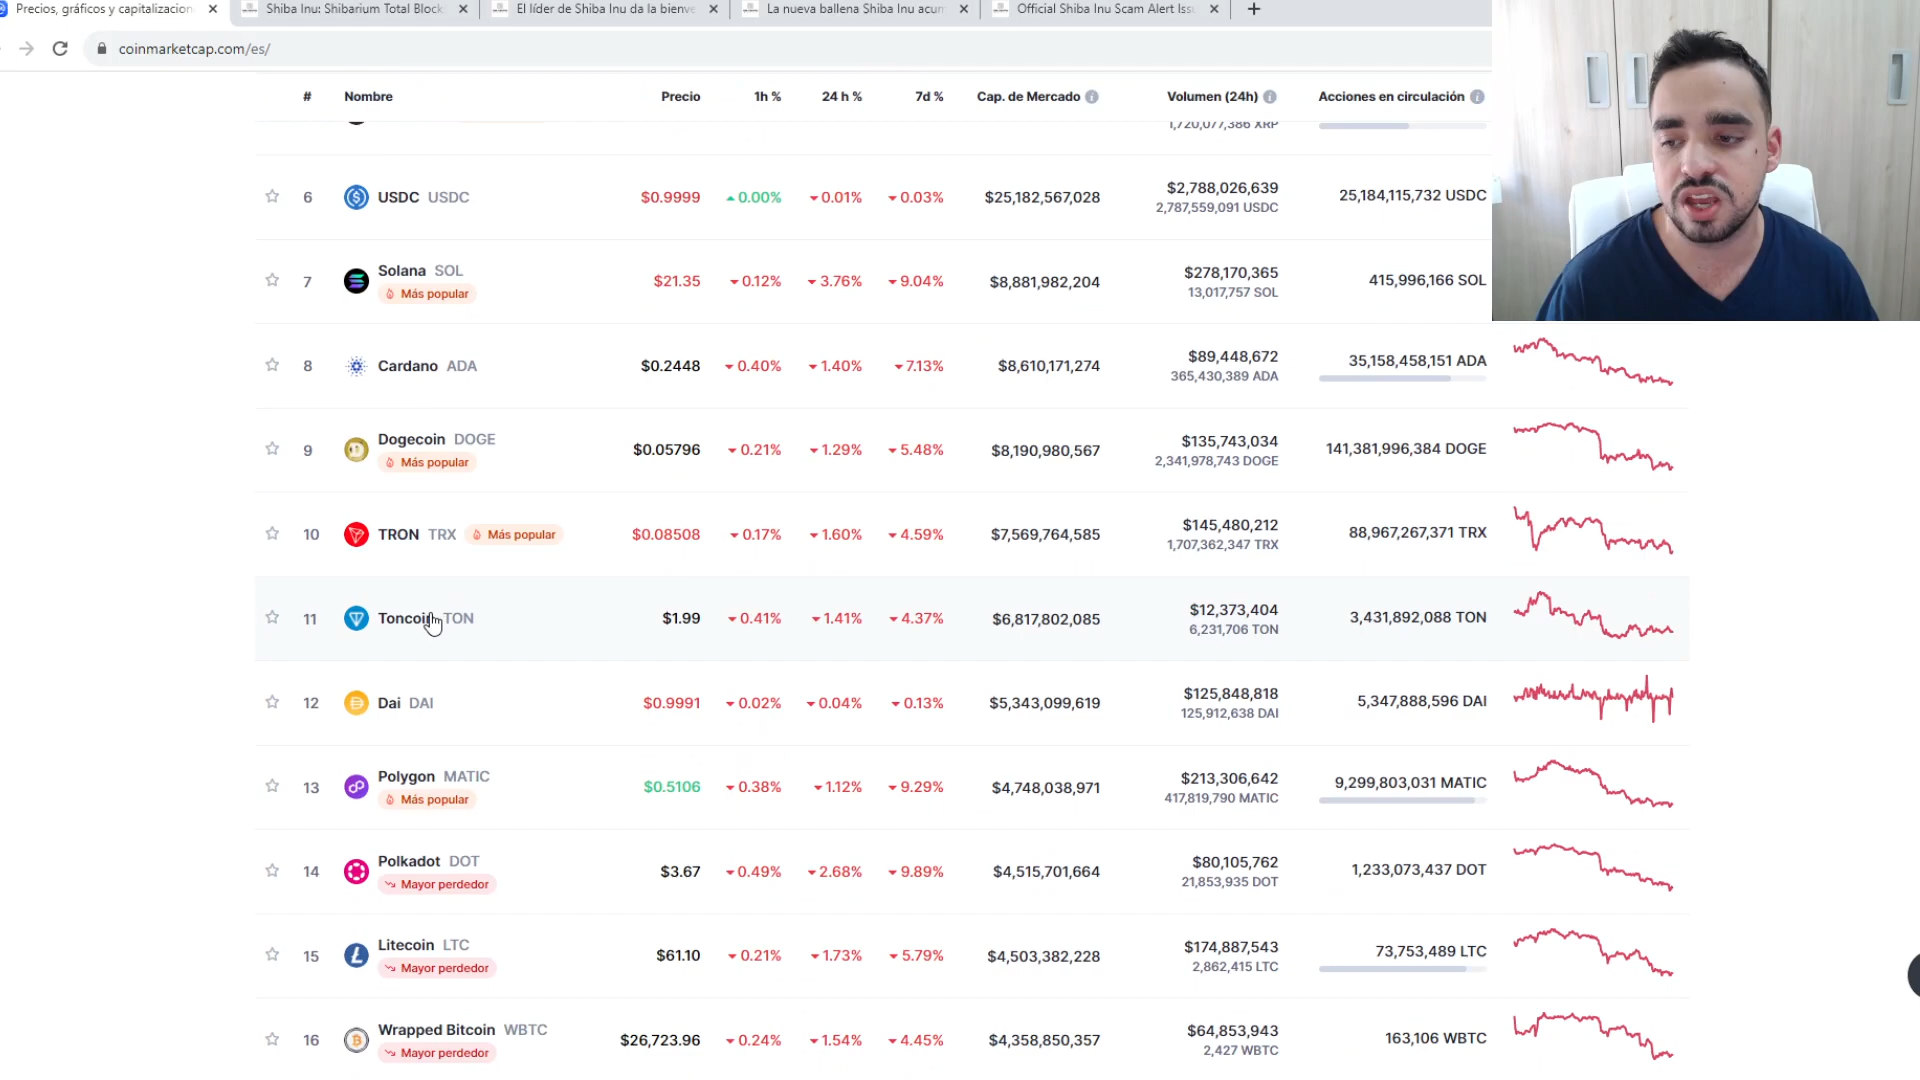 Precios, gráficos y capitalizacion
Shiba Inu: Shibarium Total Block
El líder de Shiba Inu da la bienve
La nueva ballena Shiba Inu acum
Official Shiba Inu Scam Alert Iss
coinmarketcap.com/es/
# Nombre Precio 1h % 24 h % 7d % Cap. de Mercado Volumen (24h) Acciones en circulación
1,720,077,386 XRP
6 USDC USDC $0.9999 0.00% 0.01% 0.03% $25,182,567,028 $2,788,026,639 25,184,115,732 USDC
2,787,559,091 USDC
7 Solana SOL $21.35 0.12% 3.76% 9.04% $8,881,982,204 $278,170,365 415,996,166 SOL
Más popular 13,017,757 SOL
8 Cardano ADA $0.2448 0.40% 1.40% 7.13% $8,610,171,274 $89,448,672 35,158,458,151 ADA
365,430,389 ADA
9 Dogecoin DOGE $0.05796 0.21% 1.29% 5.48% $8,190,980,567 $135,743,034 141,381,996,384 DOGE
Más popular 2,341,978,743 DOGE
10 TRON TRX Más popular $0.08508 0.17% 1.60% 4.59% $7,569,764,585 $145,480,212 88,967,267,371 TRX
1,707,362,347 TRX
11 Toncoin TON $1.99 0.41% 1.41% 4.37% $6,817,802,085 $12,373,404 3,431,892,088 TON
6,231,706 TON
12 Dai DAI $0.9991 0.02% 0.04% 0.13% $5,343,099,619 $125,848,818 5,347,888,596 DAI
125,912,638 DAI
13 Polygon MATIC $0.5106 0.38% 1.12% 9.29% $4,748,038,971 $213,306,642 9,299,803,031 MATIC
Más popular 417,819,790 MATIC
14 Polkadot DOT $3.67 0.49% 2.68% 9.89% $4,515,701,664 $80,105,762 1,233,073,437 DOT
Mayor perdedor 21,853,935 DOT
15 Litecoin LTC $61.10 0.21% 1.73% 5.79% $4,503,382,228 $174,887,543 73,753,489 LTC
Mayor perdedor 2,862,415 LTC
16 Wrapped Bitcoin WBTC $26,723.96 0.24% 1.54% 4.45% $4,358,850,357 $64,853,943 163,106 WBTC
Mayor perdedor 2,427 WBTC